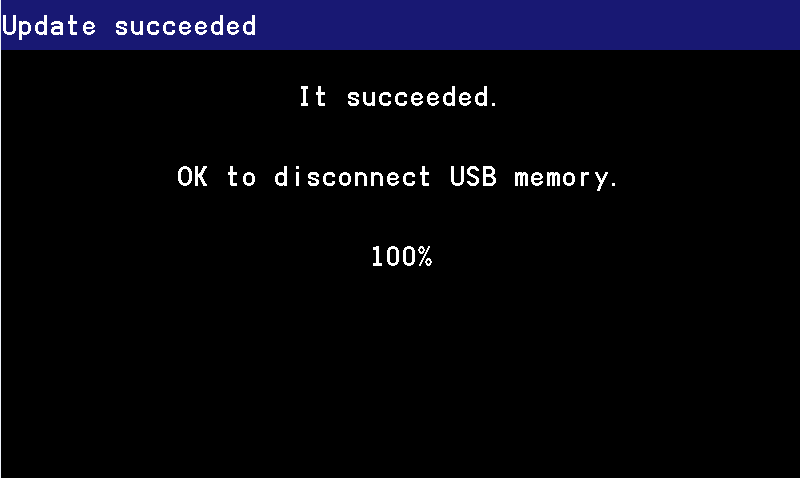 Update succeeded
It succeeded.
OK to disconnect USB memory.
100%